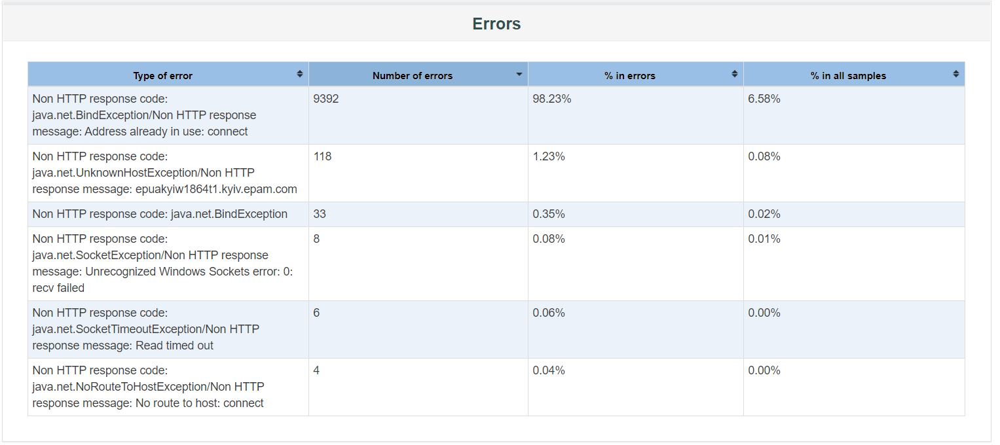 Errors
Type of error Number of errors % in errors % in all samples
Non HTTP response code: 9392 98.23% 6.58%
java.net.BindException/Non HTTP response
message: Address already in use: connect
Non HTTP response code: 118 1.23% 0.08%
java.net.UnknownHostException/Non HTTP
response message: epuakyiw1864t1.kyiv.epam.com
Non HTTP response code: java.net.BindException 33 0.35% 0.02%
Non HTTP response code: 8 0.08% 0.01%
java.net.SocketException/Non HTTP response
message: Unrecognized Windows Sockets error: 0:
recv failed
Non HTTP response code: 6 0.06% 0.00%
java.net.SocketTimeoutException/Non HTTP
response message: Read timed out
Non HTTP response code: 4 0.04% 0.00%
java.net.NoRouteToHostException/Non HTTP
response message: No route to host: connect